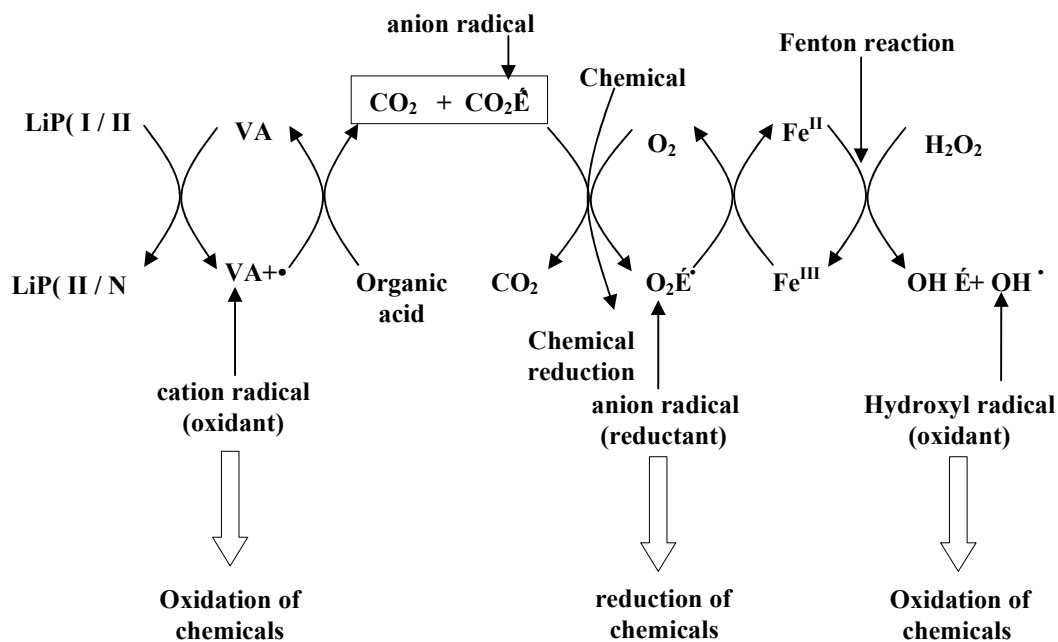 anion radical
Fenton reaction
Chemical
CO₂ + CO₂É
LiP( I / II
VA
O₂
Feᴵᴵ
H₂O₂
LiP( II / N
VA+•
Organic
acid
CO₂
O₂É•
Feᴵᴵᴵ
OH É+ OH •
Chemical
reduction
cation radical
(oxidant)
anion radical
(reductant)
Hydroxyl radical
(oxidant)
Oxidation of
chemicals
reduction of
chemicals
Oxidation of
chemicals